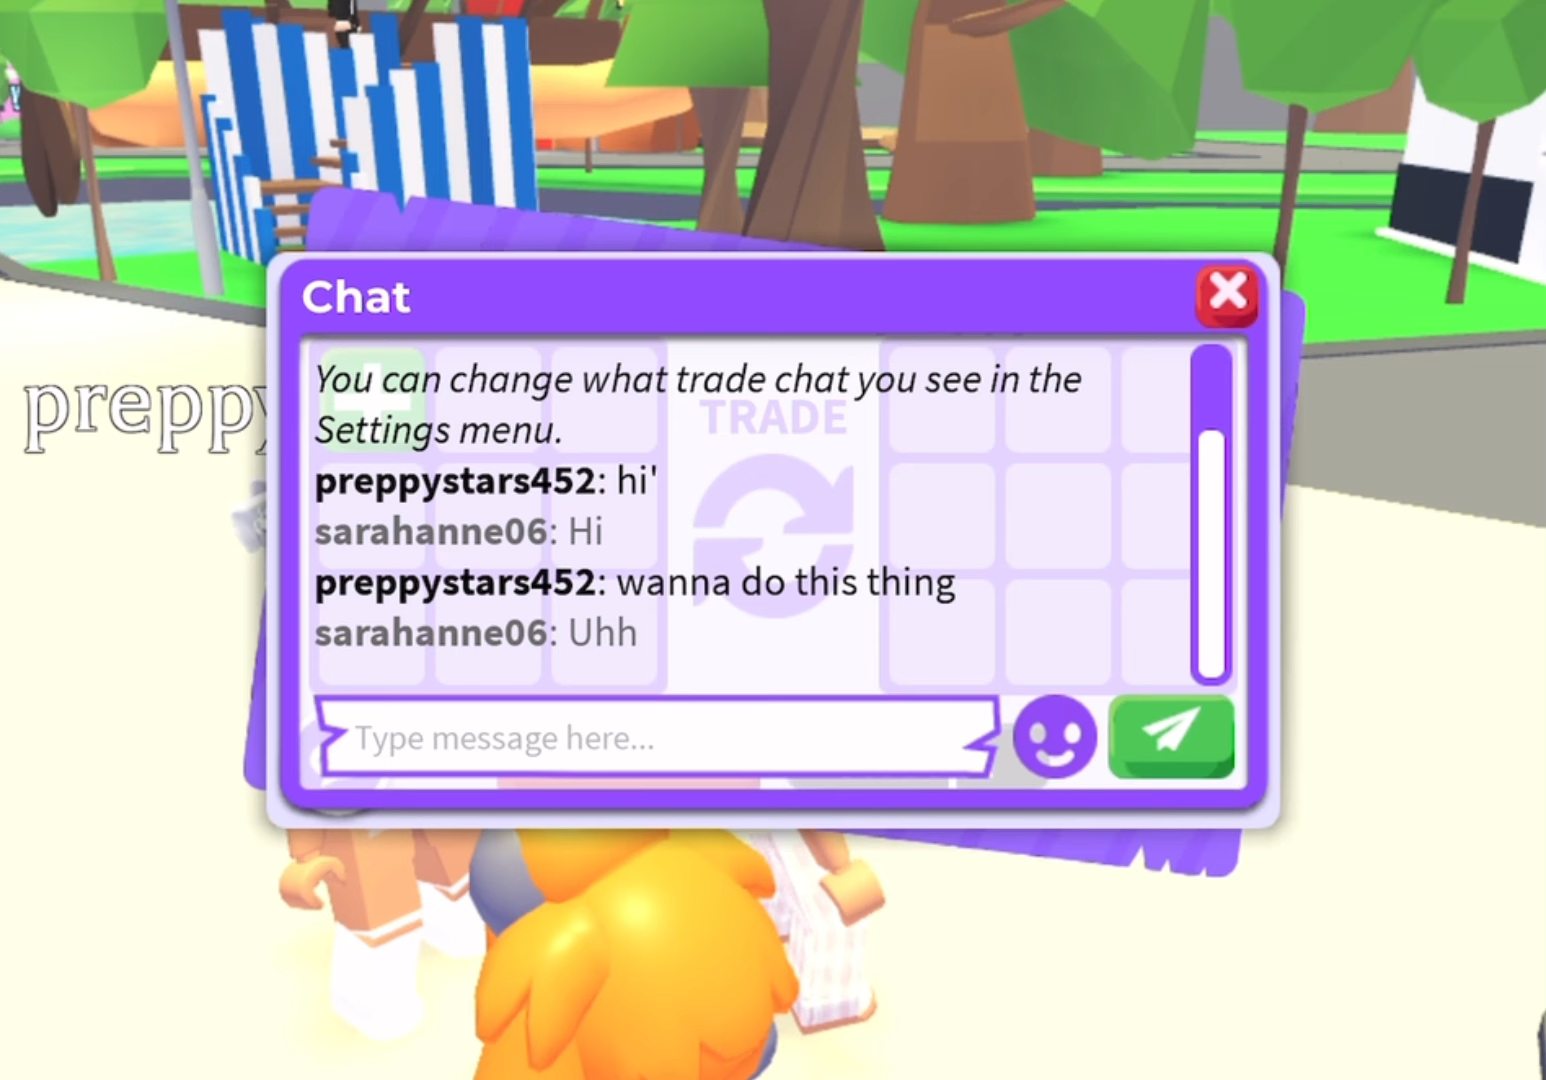 Chat
You can change what trade chat you see in the
Settings menu.
TRADE
preppy
preppystars452: hi'
sarahanne06: Hi
preppystars452: wanna do this thing
sarahanne06: Uhh
Type message here...